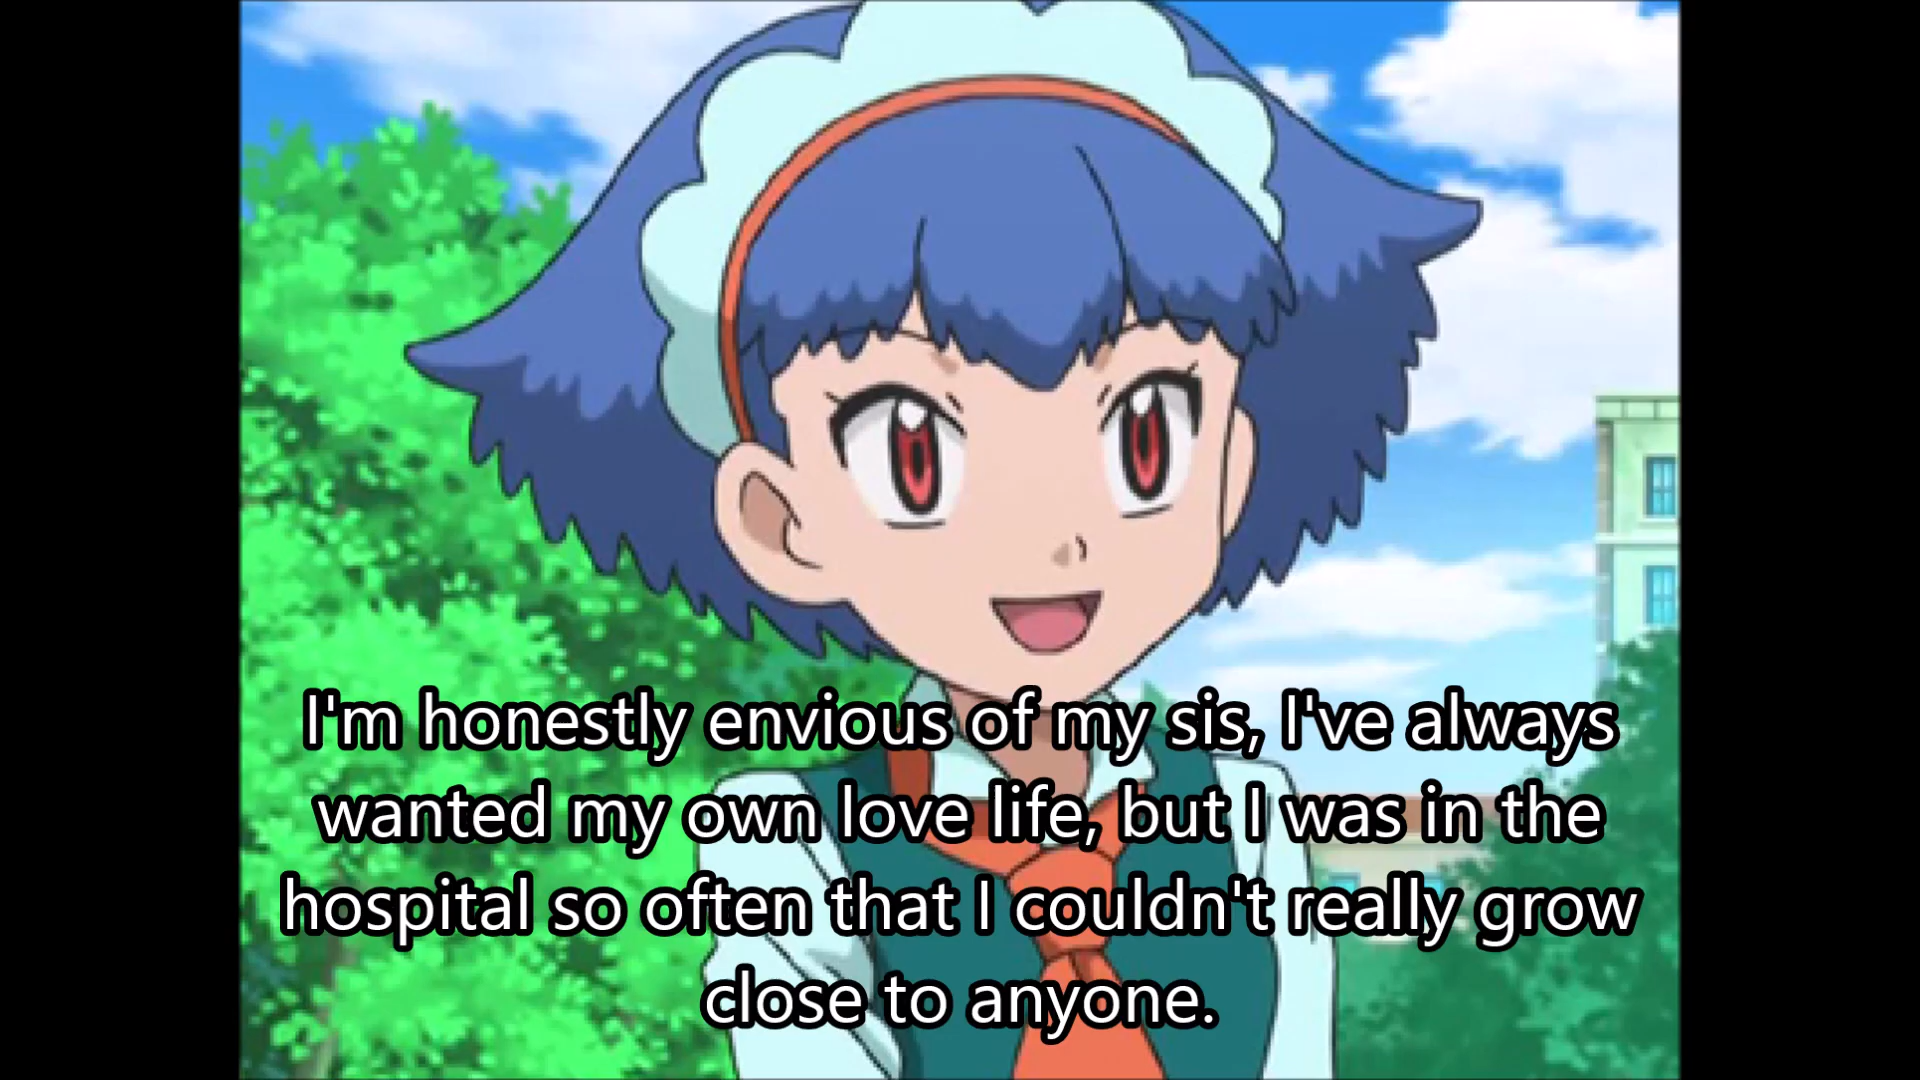 I'm honestly envious of my sis, I've always
wanted my own love life, but I was in the
hospital so often that I couldn't really grow
close to anyone.